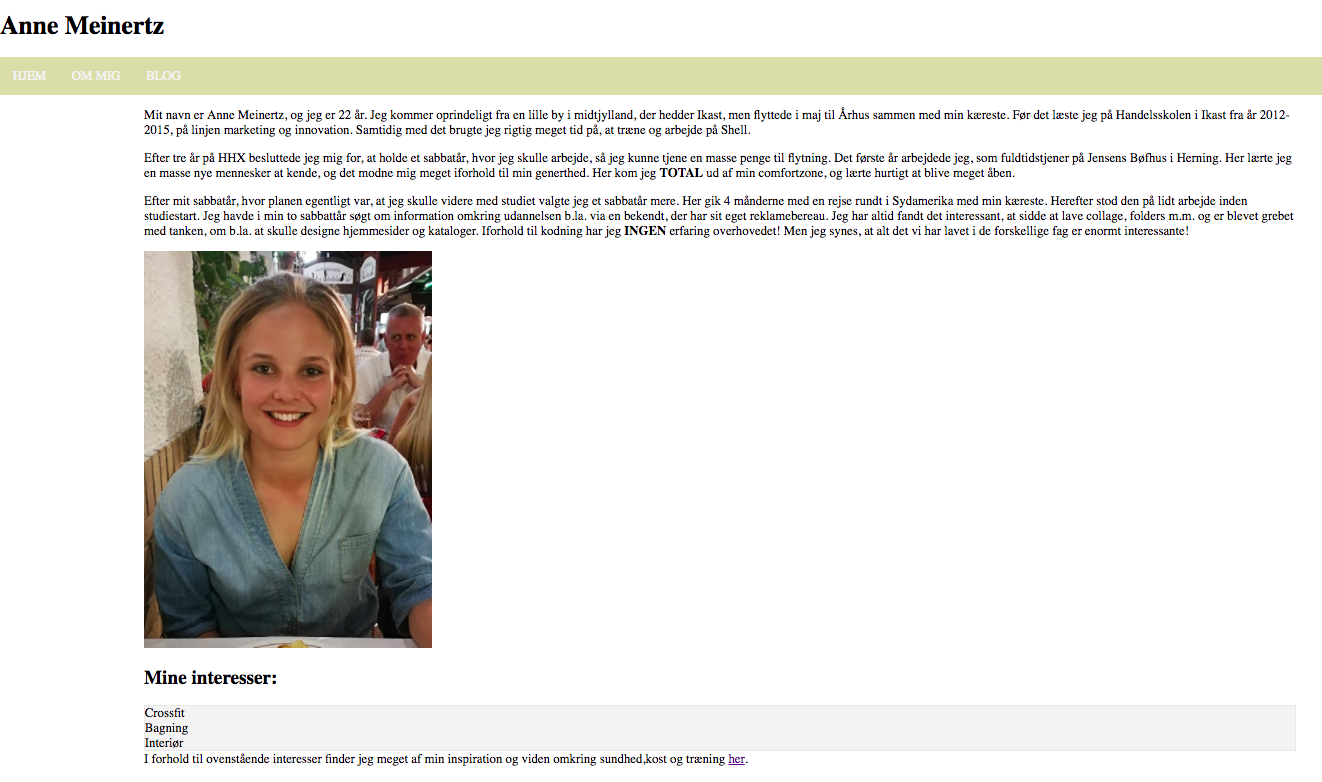 Anne Meinertz
HJEM OM MIG BLOG
Mit navn er Anne Meinertz, og jeg er 22 år. Jeg kommer oprindeligt fra en lille by i midtjylland, der hedder Ikast, men flyttede i maj til Århus sammen med min kæreste. Før det læste jeg på Handelsskolen i Ikast fra år 2012-
2015, på linjen marketing og innovation. Samtidig med det brugte jeg rigtig meget tid på, at træne og arbejde på Shell.
Efter tre år på HHX besluttede jeg mig for, at holde et sabbatår, hvor jeg skulle arbejde, så jeg kunne tjene en masse penge til flytning. Det første år arbejdede jeg, som fuldtidstjener på Jensens Bøfhus i Herning. Her lærte jeg
en masse nye mennesker at kende, og det modne mig meget iforhold til min generthed. Her kom jeg TOTAL ud af min comfortzone, og lærte hurtigt at blive meget åben.
Efter mit sabbatår, hvor planen egentligt var, at jeg skulle videre med studiet valgte jeg et sabbatår mere. Her gik 4 månderne med en rejse rundt i Sydamerika med min kæreste. Herefter stod den på lidt arbejde inden
studiestart. Jeg havde i min to sabbattår søgt om information omkring udannelsen b.la. via en bekendt, der har sit eget reklamebereau. Jeg har altid fandt det interessant, at sidde at lave collage, folders m.m. og er blevet grebet
med tanken, om b.la. at skulle designe hjemmesider og kataloger. Iforhold til kodning har jeg INGEN erfaring overhovedet! Men jeg synes, at alt det vi har lavet i de forskellige fag er enormt interessante!
Mine interesser:
Crossfit
Bagning
Interiør
I forhold til ovenstående interesser finder jeg meget af min inspiration og viden omkring sundhed,kost og træning her.